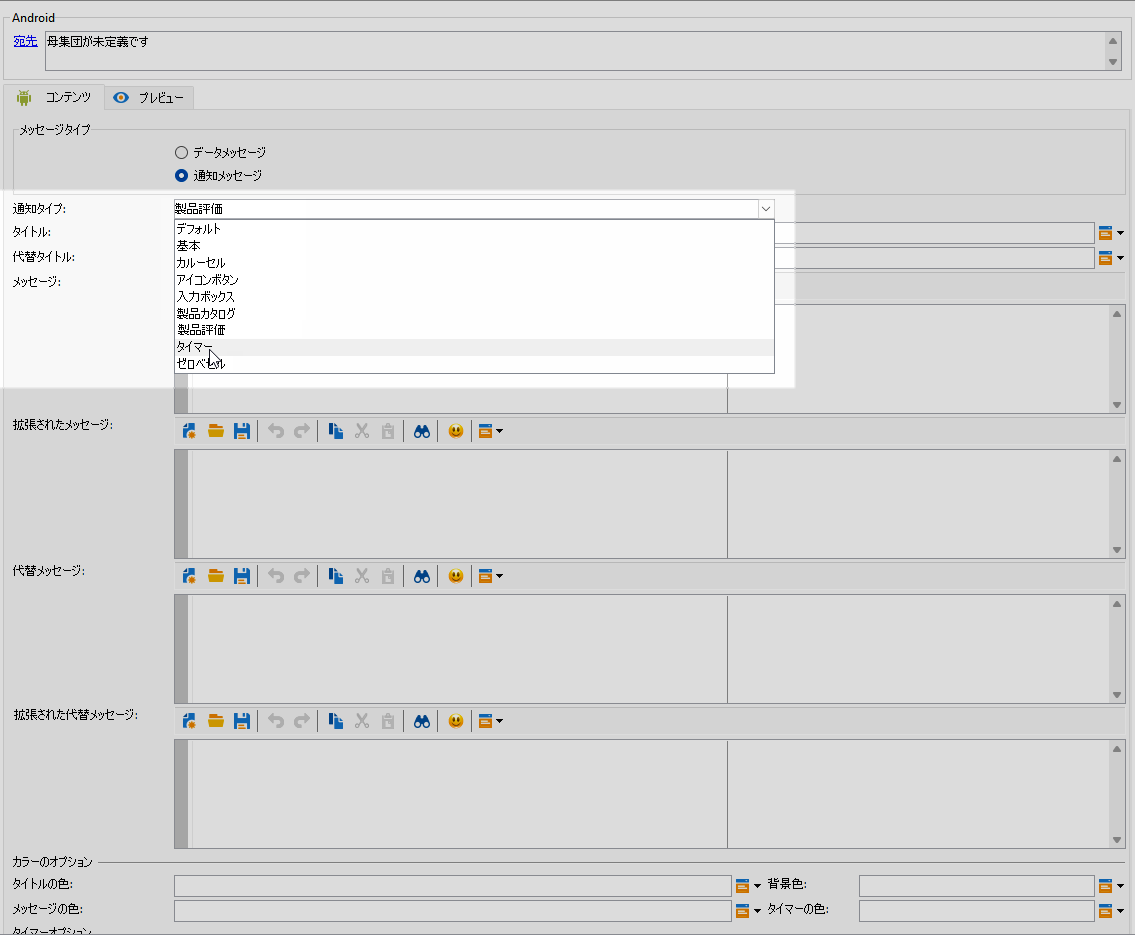 Android
宛先
母集団が未定義です
コンテンツ
プレビュー
メッセージタイプ
データメッセージ
通知メッセージ
通知タイプ:
製品評価
タイトル:
デフォルト
基本
代替タイトル:
カルーセル
メッセージ:
アイコンボタン
入力ボックス
製品カタログ
製品評価
タイマー
ゼロベゼル
拡張されたメッセージ:
代替メッセージ:
拡張された代替メッセージ:
カラーのオプション
タイトルの色:
背景色:
メッセージの色:
タイマーの色:
タイマーオプション